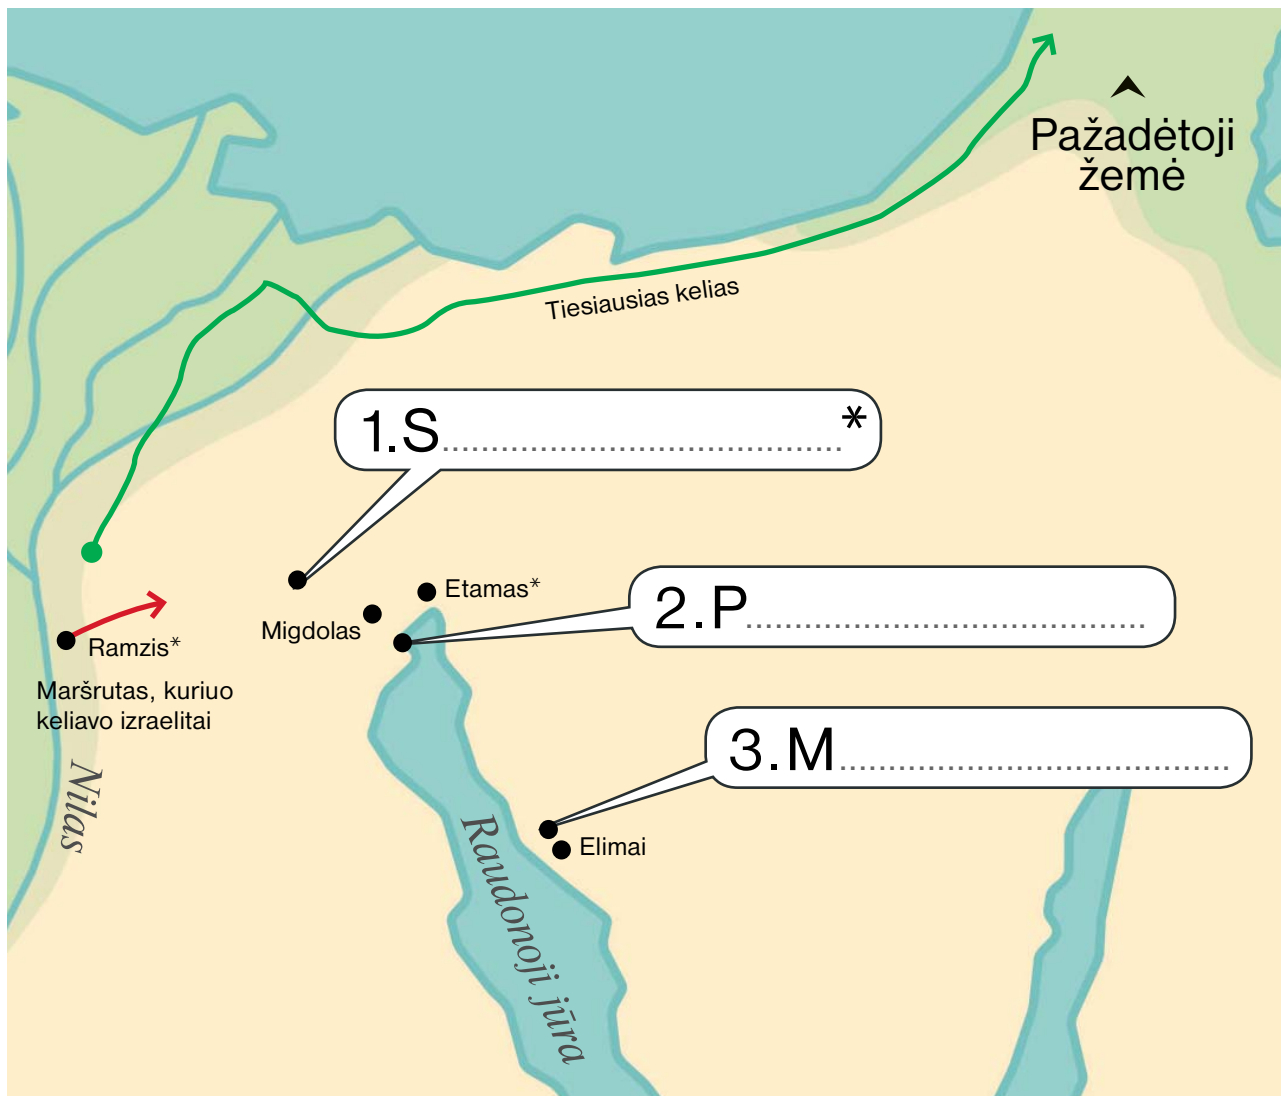 Pažadėtoji
žemė
Tiesiausias kelias
1.S........................................*
Etamas*
2.P........................................
Migdolas
Ramzis*
Maršrutas, kuriuo
keliavo izraelitai
3.M.......................................
Nilas
Elimai
Raudonoji jūra